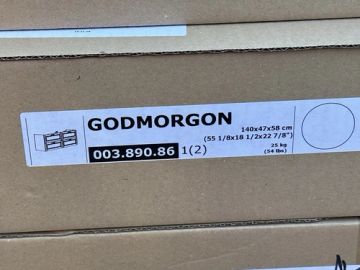 GODMORGON
140x47x58 cm
(55 1/8x18 1/2x22 7/8")
003.890.86 1(2)
25 kg
(54 lbs)